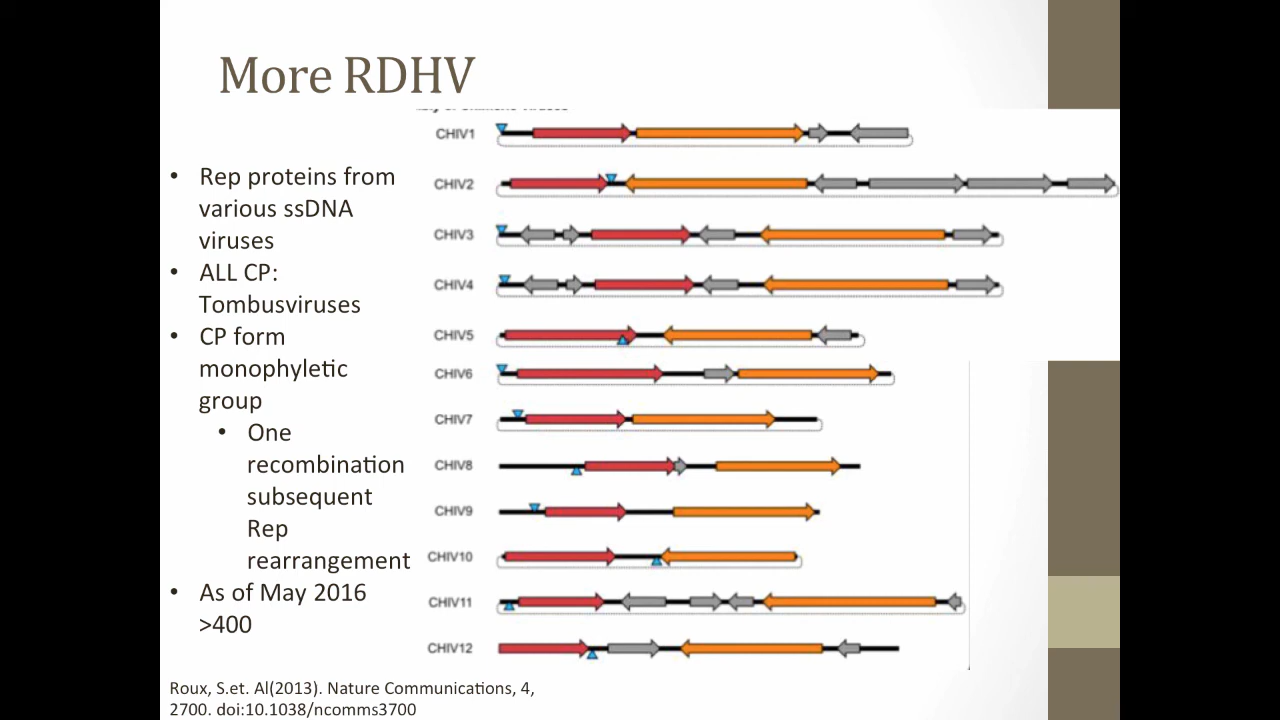 More RDHV
• Rep proteins from
various ssDNA
viruses
• ALL CP:
Tombusviruses
• CP form
monophyletic
group
• One
recombination
subsequent
Rep
rearrangement
• As of May 2016
>400
CHIV1
CHIV2
CHIV3
CHIV4
CHIV5
CHIV6
CHIV7
CHIV8
CHIV9
CHIV10
CHIV11
CHIV12
Roux, S.et. Al(2013). Nature Communications, 4,
2700. doi:10.1038/ncomms3700